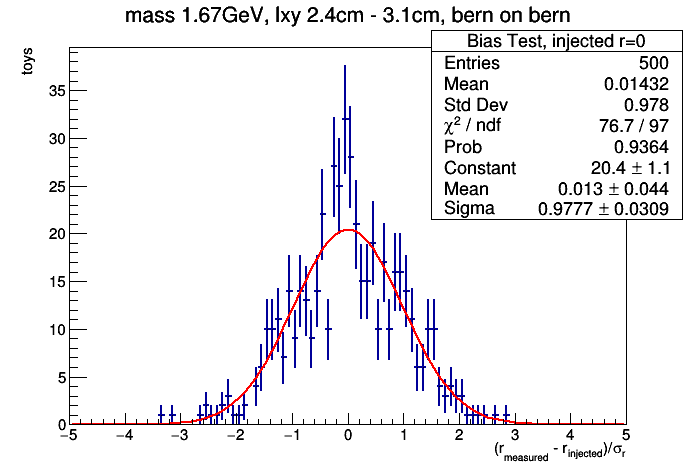 mass 1.67GeV, lxy 2.4cm - 3.1cm, bern on bern
Bias Test, injected r=0
Entries 500
Mean 0.01432
Std Dev 0.978
χ² / ndf 76.7 / 97
Prob 0.9364
Constant 20.4 ± 1.1
Mean 0.013 ± 0.044
Sigma 0.9777 ± 0.0309
toys
35
30
25
20
15
10
5
0
−5 −4 −3 −2 −1 0 1 2 3 4 5
(r_measured - r_injected)/σ_r